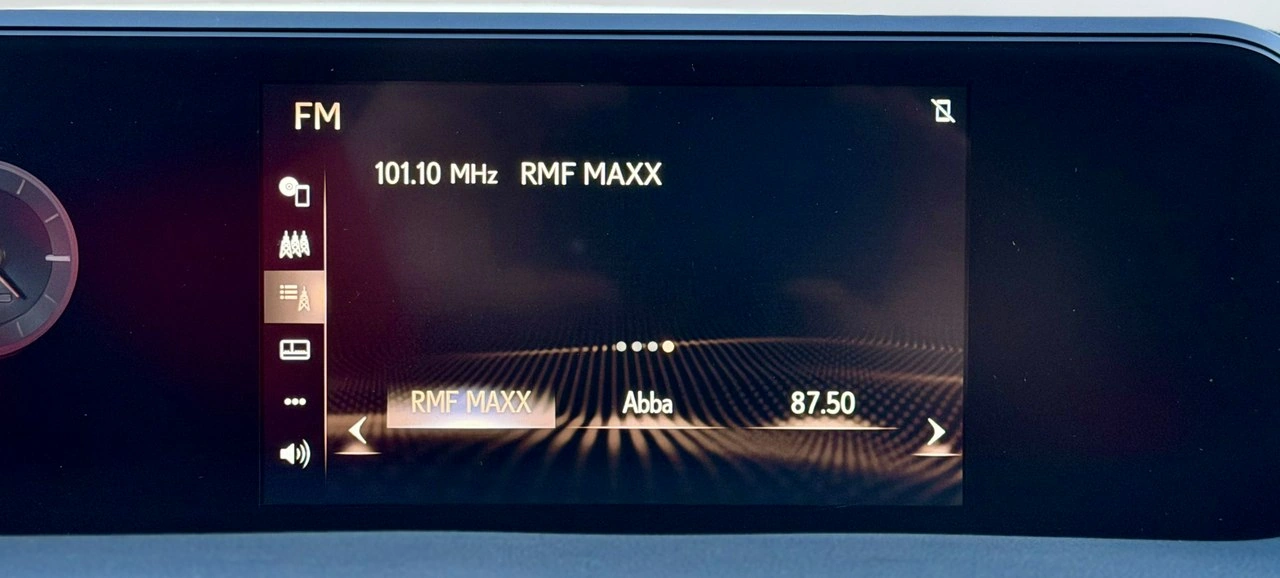 FM
101.10 MHz RMF MAXX
RMF MAXX Abba 87.50